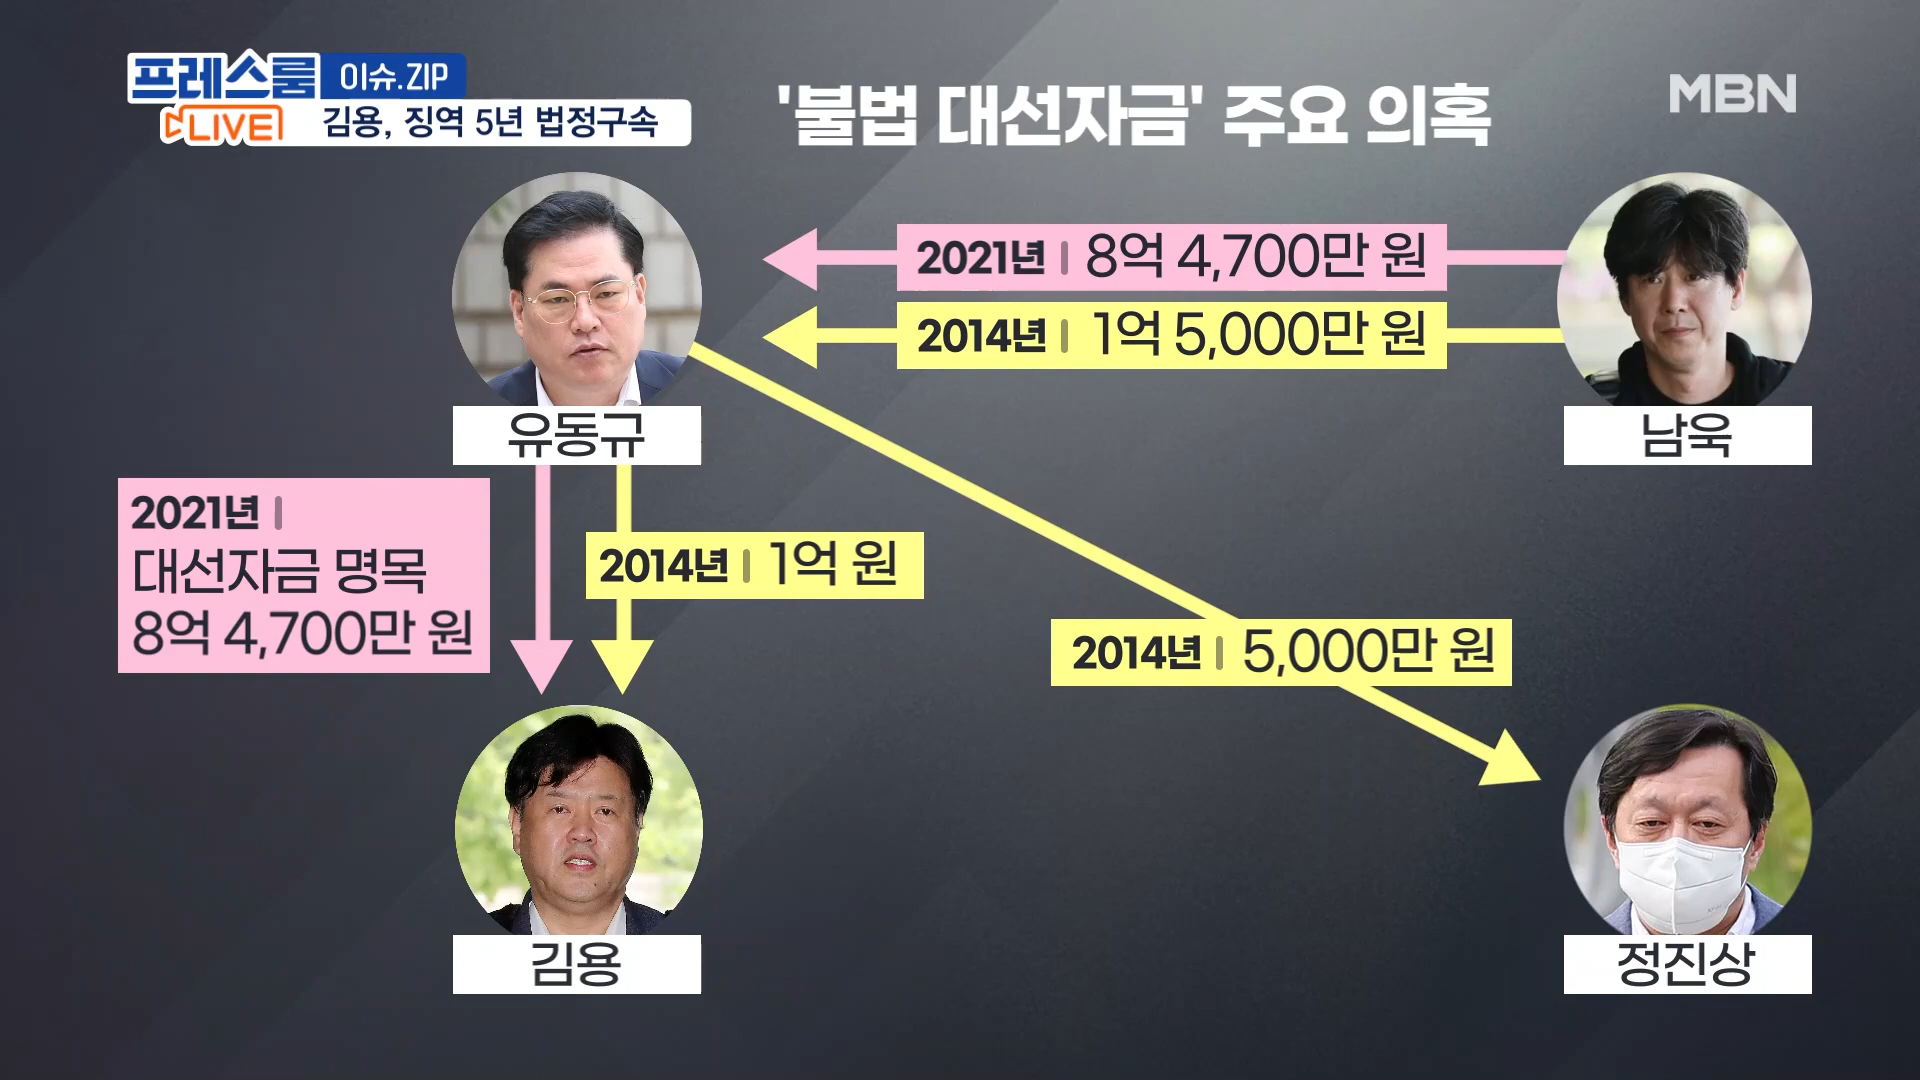 프레스룸 이슈.ZIP
LIVE 김용, 징역 5년 법정구속
'불법 대선자금' 주요 의혹
MBN
2021년 | 8억 4,700만 원
2014년 | 1억 5,000만 원
유동규
남욱
2021년 |
대선자금 명목
8억 4,700만 원
2014년 | 1억 원
2014년 | 5,000만 원
김용
정진상